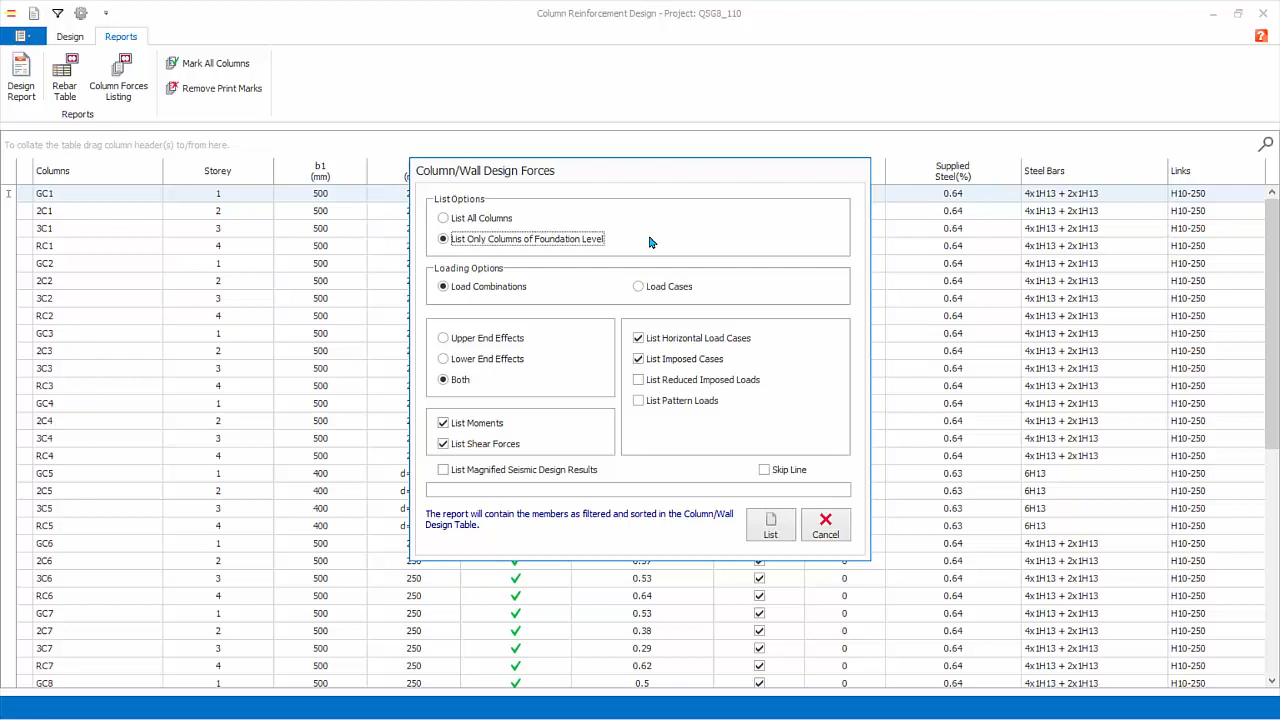 Column Reinforcement Design - Project: QSG8_110
Design Reports
Design Report
Rebar Table
Column Forces Listing
Mark All Columns
Remove Print Marks
Reports
To collate the table drag column header(s) to/from here.
Columns Storey b1 (mm) Supplied Steel(%) Steel Bars Links
GC1 1 500 0.64 4x1H13 + 2x1H13 H10-250
2C1 2 500 0.64 4x1H13 + 2x1H13 H10-250
3C1 3 500 0.64 4x1H13 + 2x1H13 H10-250
RC1 4 500 0.64 4x1H13 + 2x1H13 H10-250
GC2 1 500 0.64 4x1H13 + 2x1H13 H10-250
2C2 2 500 0.64 4x1H13 + 2x1H13 H10-250
3C2 3 500 0.64 4x1H13 + 2x1H13 H10-250
RC2 4 500 0.64 4x1H13 + 2x1H13 H10-250
GC3 1 500 0.64 4x1H13 + 2x1H13 H10-250
2C3 2 500 0.64 4x1H13 + 2x1H13 H10-250
3C3 3 500 0.64 4x1H13 + 2x1H13 H10-250
RC3 4 500 0.64 4x1H13 + 2x1H13 H10-250
GC4 1 500 0.64 4x1H13 + 2x1H13 H10-250
2C4 2 500 0.64 4x1H13 + 2x1H13 H10-250
3C4 3 500 0.64 4x1H13 + 2x1H13 H10-250
RC4 4 500 0.64 4x1H13 + 2x1H13 H10-250
GC5 1 400 d= 0.63 6H13 H10-250
2C5 2 400 d= 0.63 6H13 H10-250
3C5 3 400 d= 0.63 6H13 H10-250
RC5 4 400 d= 0.63 6H13 H10-250
GC6 1 500 0.64 4x1H13 + 2x1H13 H10-250
2C6 2 500 250 0.57 0 0.64 4x1H13 + 2x1H13 H10-250
3C6 3 500 250 0.53 0 0.64 4x1H13 + 2x1H13 H10-250
RC6 4 500 250 0.64 0 0.64 4x1H13 + 2x1H13 H10-250
GC7 1 500 250 0.53 0 0.64 4x1H13 + 2x1H13 H10-250
2C7 2 500 250 0.38 0 0.64 4x1H13 + 2x1H13 H10-250
3C7 3 500 250 0.29 0 0.64 4x1H13 + 2x1H13 H10-250
RC7 4 500 250 0.62 0 0.64 4x1H13 + 2x1H13 H10-250
GC8 1 500 250 0.5 0 0.64 4x1H13 + 2x1H13 H10-250
Column/Wall Design Forces
List Options
List All Columns
List Only Columns of Foundation Level
Loading Options
Load Combinations
Load Cases
Upper End Effects
Lower End Effects
Both
List Horizontal Load Cases
List Imposed Cases
List Reduced Imposed Loads
List Pattern Loads
List Moments
List Shear Forces
List Magnified Seismic Design Results
Skip Line
The report will contain the members as filtered and sorted in the Column/Wall
Design Table.
List
Cancel